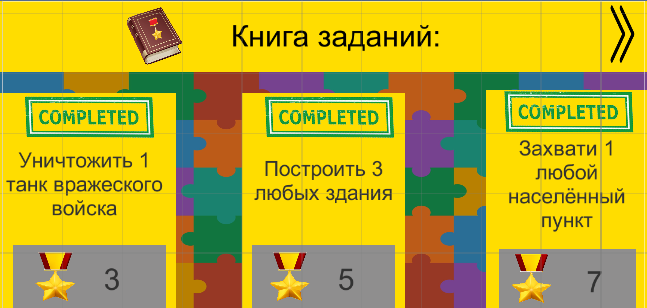 Книга заданий:
COMPLETED
Уничтожить 1
танк вражеского
войска
3
COMPLETED
Построить 3
любых здания
5
COMPLETED
Захвати 1
любой
населённый
пункт
7